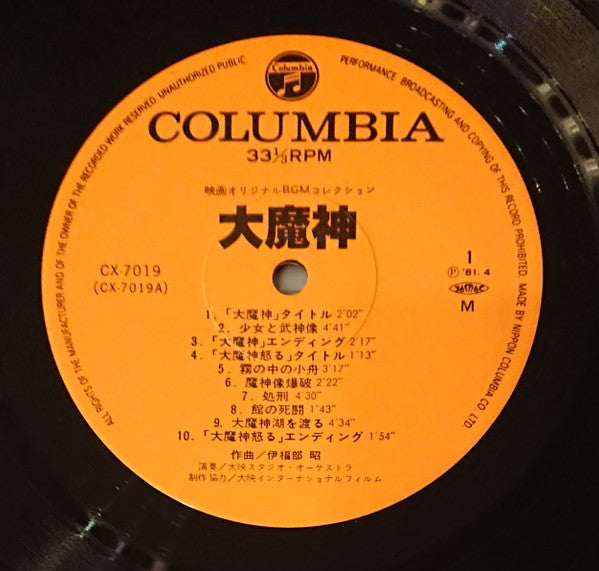 ALL RIGHTS OF THE MANUFACTURER AND OF THE OWNER OF THE RECORDED WORK RESERVED UNAUTHORIZED PUBLIC PERFORMANCE BROADCASTING AND COPYING OF THIS RECORD PROHIBITED. MADE BY NIPPON COLUMBIA CO. LTD.
Columbia
COLUMBIA
33⅓RPM
映画オリジナルBGMコレクション
大魔神
CX-7019
(CX-7019A)
1
Ⓟ '81. 4
JASRAC
M
1. 「大魔神」タイトル 2'02"
2. 少女と武神像 4'41"
3. 「大魔神」エンディング 2'17"
4. 「大魔神怒る」タイトル 1'13"
5. 霧の中の小舟 3'17"
6. 魔神像爆破 2'22"
7. 処刑 4'30"
8. 館の死闘 1'43"
9. 大魔神湖を渡る 4'34"
10. 「大魔神怒る」エンディング 1'54"
作曲/伊福部 昭
演奏/大映スタジオ・オーケストラ
制作協力/大映インターナショナルフィルム